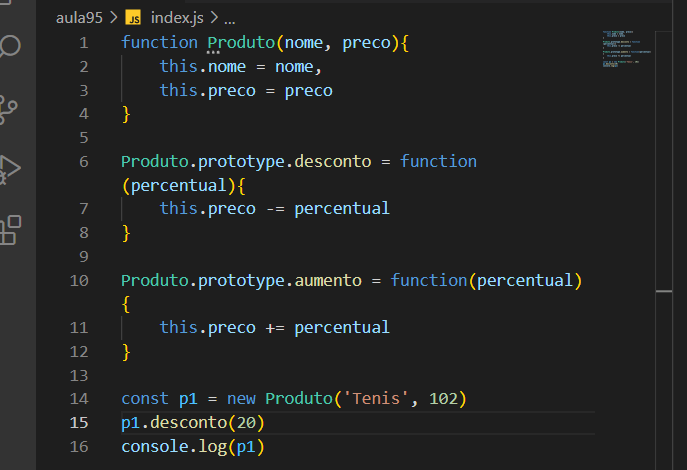 aula95 > JS index.js > ...
1 function Produto(nome, preco){
2     this.nome = nome,
3     this.preco = preco
4 }
5
6 Produto.prototype.desconto = function
(percentual){
7     this.preco -= percentual
8 }
9
10 Produto.prototype.aumento = function(percentual)
{
11     this.preco += percentual
12 }
13
14 const p1 = new Produto('Tenis', 102)
15 p1.desconto(20)
16 console.log(p1)